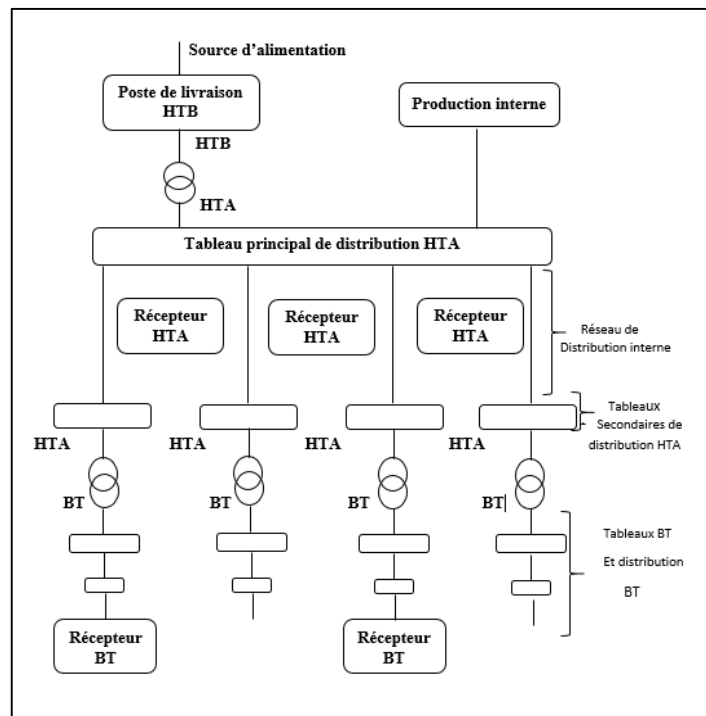 Source d’alimentation
Poste de livraison
HTB
Production interne
HTB
HTA
Tableau principal de distribution HTA
Récepteur
HTA
Récepteur
HTA
Récepteur
HTA
Réseau de
Distribution interne
Tableaux
Secondaires de
distribution HTA
HTA
HTA
HTA
HTA
BT
BT
BT
BT
Tableaux BT
Et distribution
BT
Récepteur
BT
Récepteur
BT